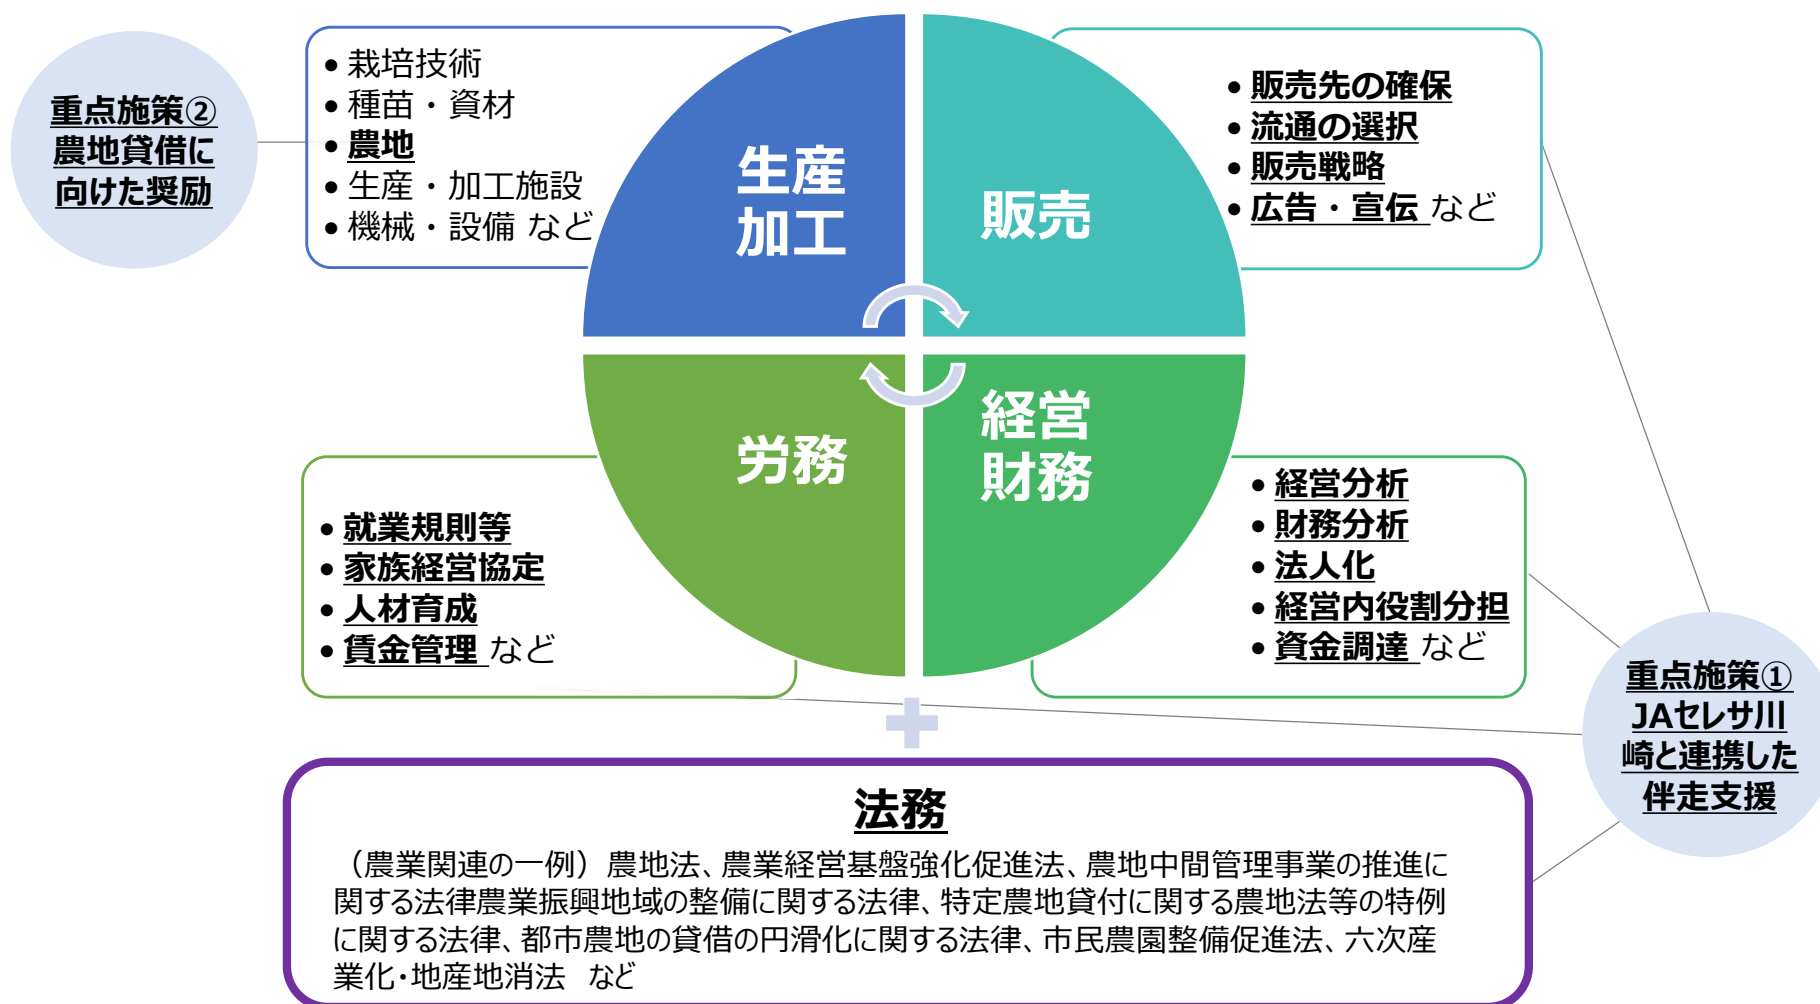 重点施策②
農地貸借に
向けた奨励
• 栽培技術
• 種苗・資材
• 農地
• 生産・加工施設
• 機械・設備 など
生産
加工
販売
• 販売先の確保
• 流通の選択
• 販売戦略
• 広告・宣伝 など
労務
経営
財務
• 就業規則等
• 家族経営協定
• 人材育成
• 賃金管理 など
• 経営分析
• 財務分析
• 法人化
• 経営内役割分担
• 資金調達 など
重点施策①
JAセレサ川
崎と連携した
伴走支援
法務
（農業関連の一例）農地法、農業経営基盤強化促進法、農地中間管理事業の推進に
関する法律農業振興地域の整備に関する法律、特定農地貸付に関する農地法等の特例
に関する法律、都市農地の貸借の円滑化に関する法律、市民農園整備促進法、六次産
業化・地産地消法　など